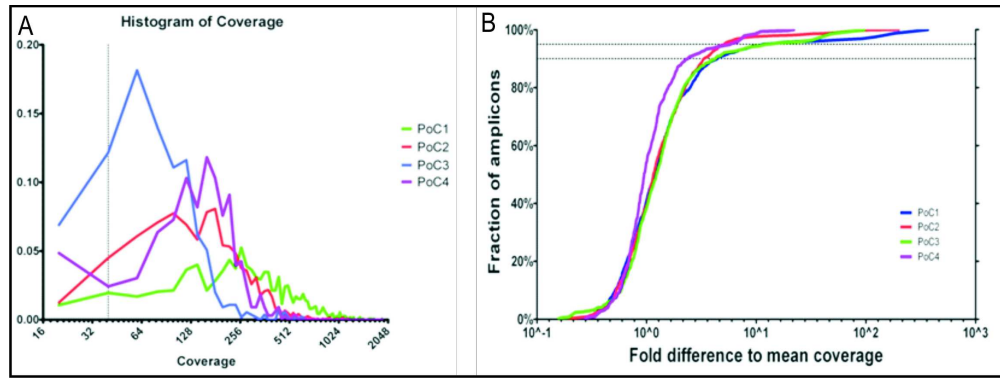 A
Histogram of Coverage
0.20
0.15
0.10
0.05
0.00
16
32
64
128
256
512
1024
2048
Coverage
PoC1
PoC2
PoC3
PoC4
B
Fraction of amplicons
100%
80%
60%
40%
20%
0%
10^-1
10^0
10^1
10^2
10^3
Fold difference to mean coverage
PoC1
PoC2
PoC3
PoC4